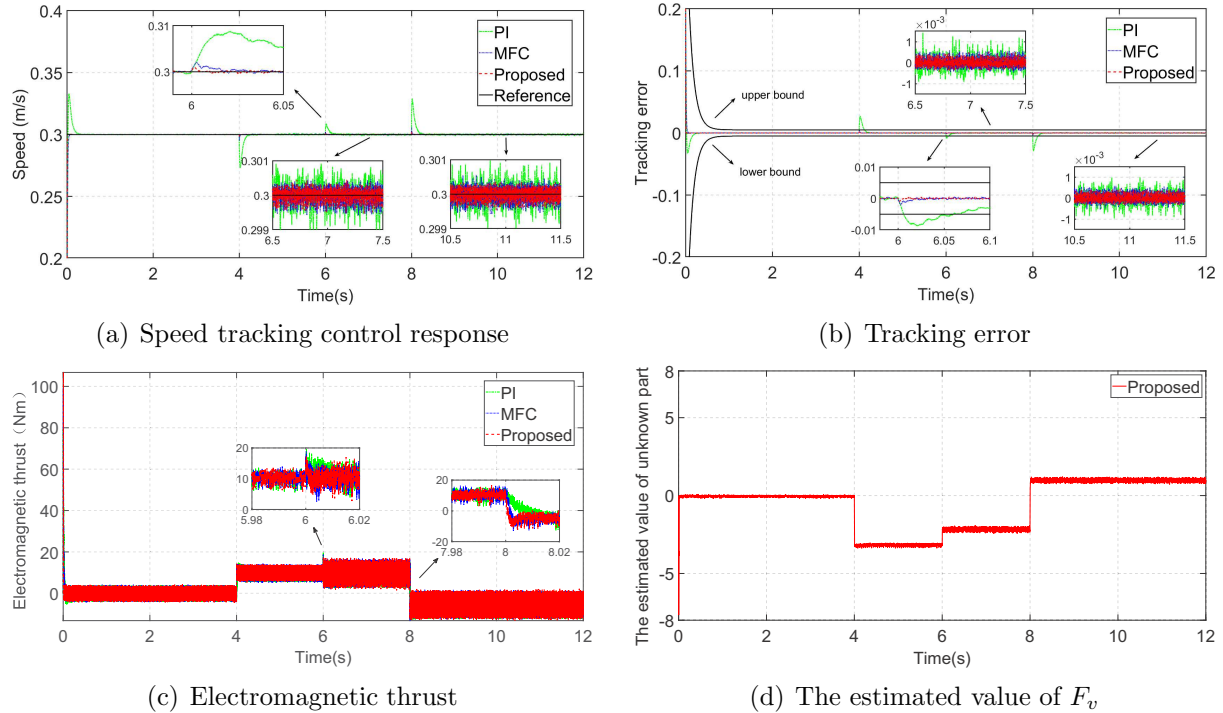 0.4
0.35
0.3
0.25
0.2
Speed (m/s)
0.31
0.3
6
6.05
PI
MFC
Proposed
Reference
0.301
0.3
0.299
6.5
7
7.5
0.301
0.3
0.299
10.5
11
11.5
0 2 4 6 8 10 12
Time(s)
(a) Speed tracking control response
0.2
0.1
0
-0.1
-0.2
Tracking error
upper bound
lower bound
×10⁻³
1
0
-1
6.5
7
7.5
PI
MFC
Proposed
0.01
0
-0.01
6
6.05
6.1
×10⁻³
1
0
-1
10.5
11
11.5
0 2 4 6 8 10 12
Time(s)
(b) Tracking error
100
80
60
40
20
0
Electromagnetic thrust（Nm）
20
10
0
5.98
6
6.02
PI
MFC
Proposed
20
0
-20
7.98
8
8.02
0 2 4 6 8 10 12
Time(s)
(c) Electromagnetic thrust
8
5
0
-5
-8
The estimated value of unknown part
Proposed
0 2 4 6 8 10 12
Time(s)
(d) The estimated value of F_v